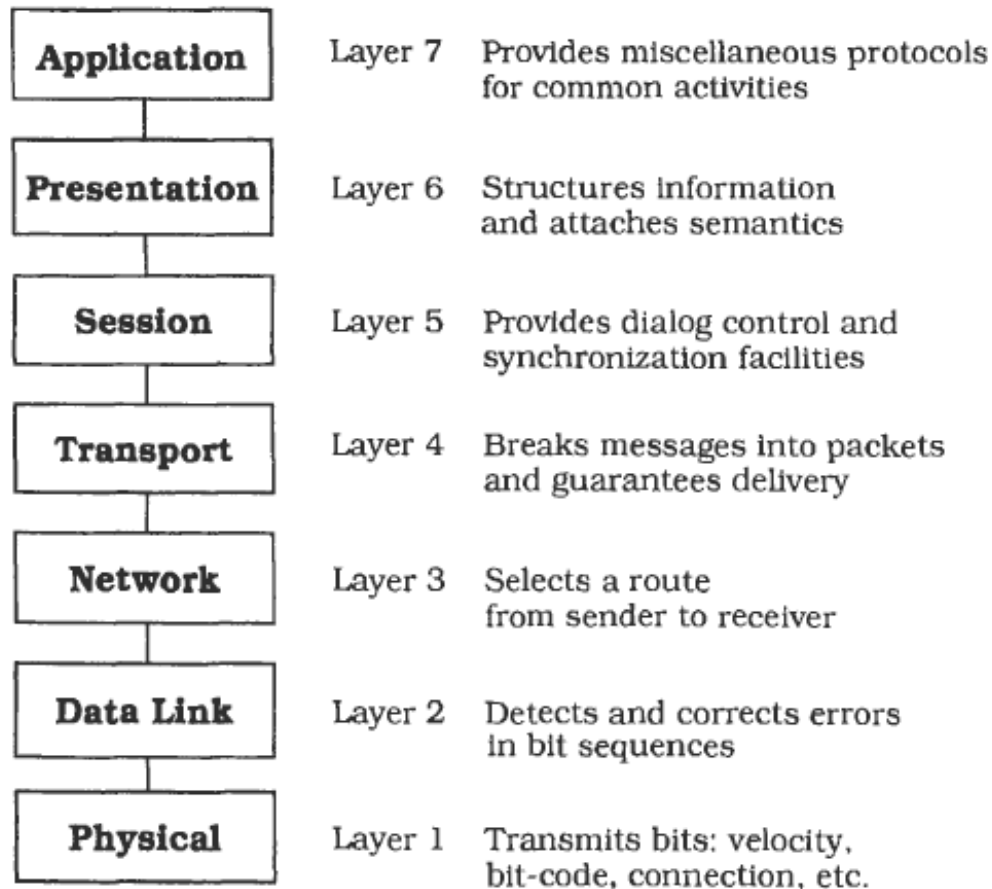 Application Layer 7 Provides miscellaneous protocols
for common activities
Presentation Layer 6 Structures information
and attaches semantics
Session Layer 5 Provides dialog control and
synchronization facilities
Transport Layer 4 Breaks messages into packets
and guarantees delivery
Network Layer 3 Selects a route
from sender to receiver
Data Link Layer 2 Detects and corrects errors
in bit sequences
Physical Layer 1 Transmits bits: velocity,
bit-code, connection, etc.